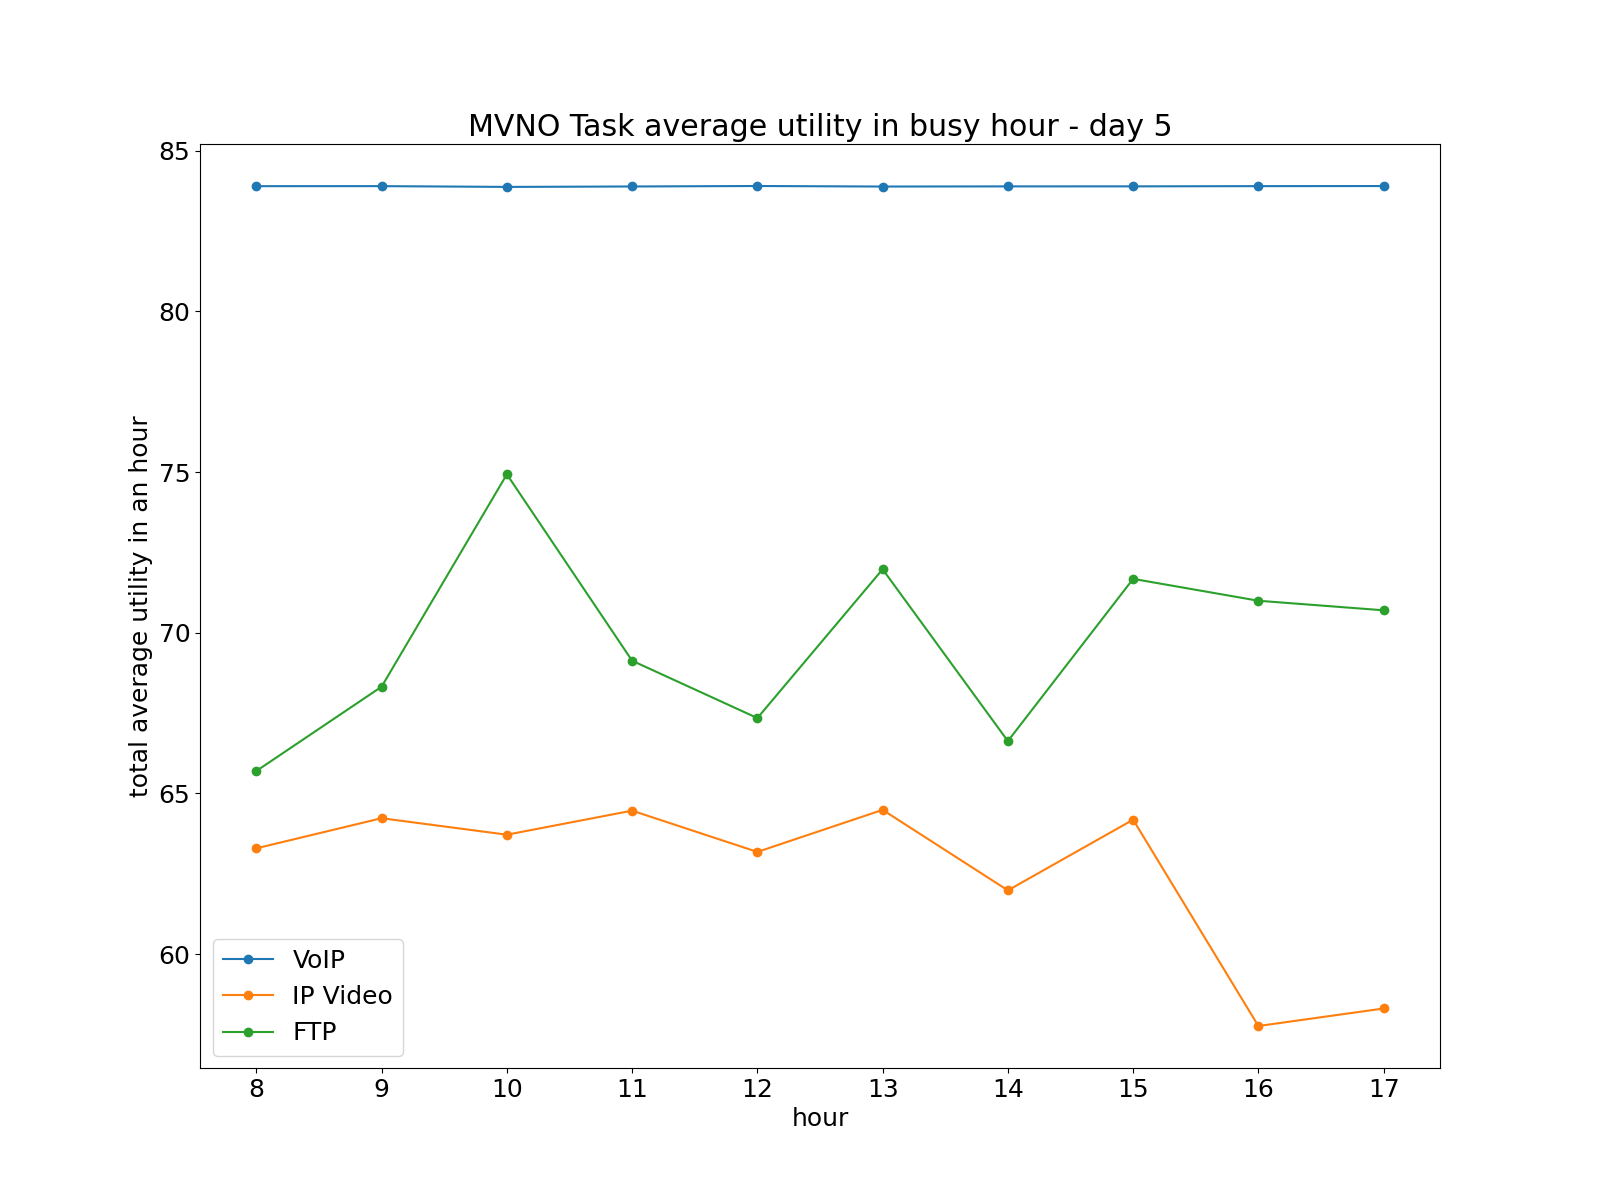 MVNO Task average utility in busy hour - day 5
total average utility in an hour
85
80
75
70
65
60
VoIP
IP Video
FTP
8 9 10 11 12 13 14 15 16 17
hour